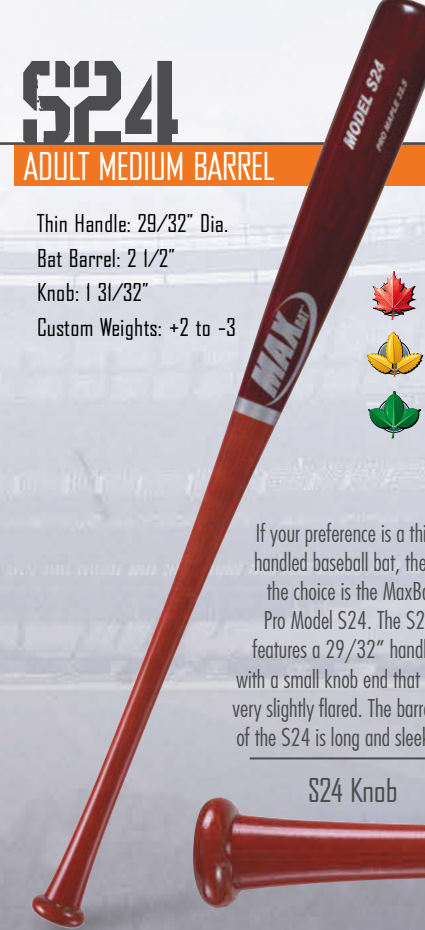 S24
ADULT MEDIUM BARREL
Thin Handle: 29/32" Dia.
Bat Barrel: 2 1/2"
Knob: 1 31/32"
Custom Weights: +2 to -3
MODEL S24
PRO MAPLE 33.5
MAX BAT
If your preference is a thi
handled baseball bat, the
the choice is the MaxBa
Pro Model S24. The S2
features a 29/32” handl
with a small knob end that
very slightly flared. The barre
of the S24 is long and sleek
S24 Knob